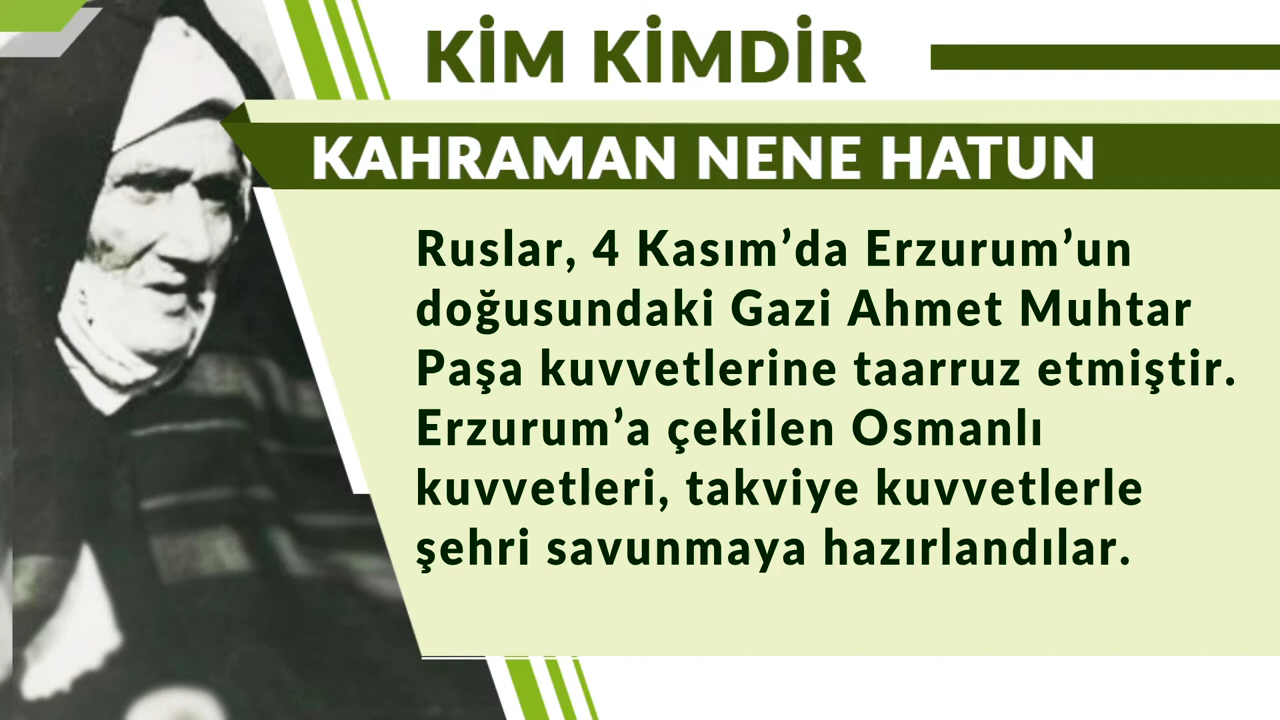 KİM KİMDİR
KAHRAMAN NENE HATUN
Ruslar, 4 Kasım’da Erzurum’un
doğusundaki Gazi Ahmet Muhtar
Paşa kuvvetlerine taarruz etmiştir.
Erzurum’a çekilen Osmanlı
kuvvetleri, takviye kuvvetlerle
şehri savunmaya hazırlandılar.